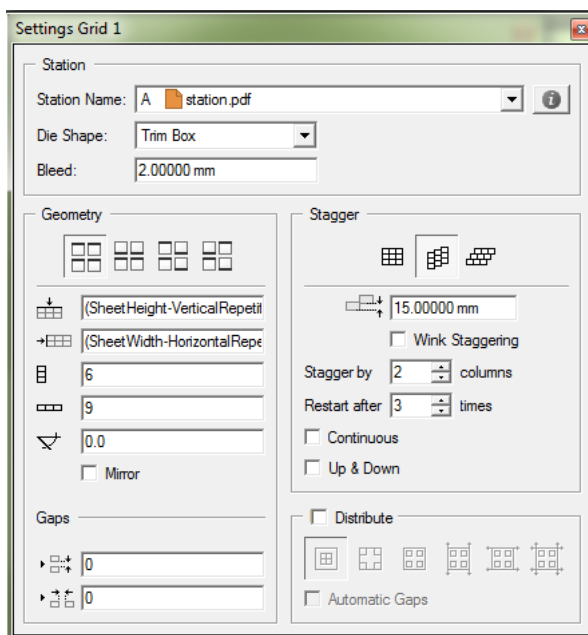 Settings Grid 1
Station
Station Name: A station.pdf
Die Shape: Trim Box
Bleed: 2.00000 mm
Geometry
(SheetHeight-VerticalRepetit
(SheetWidth-HorizontalRepe
6
9
0.0
Mirror
Gaps
0
0
Stagger
15.00000 mm
Wink Staggering
Stagger by 2 columns
Restart after 3 times
Continuous
Up & Down
Distribute
Automatic Gaps